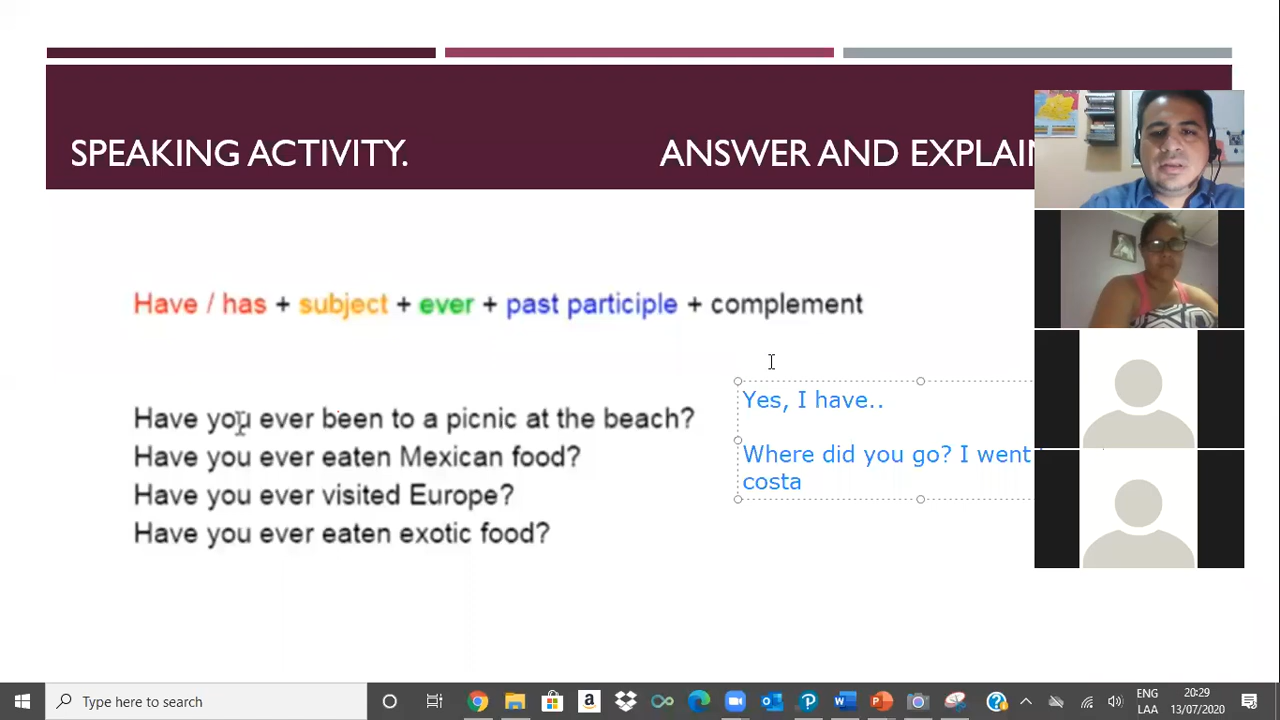 SPEAKING ACTIVITY. ANSWER AND EXPLAIN
Have / has + subject + ever + past participle + complement
Have you ever been to a picnic at the beach?
Have you ever eaten Mexican food?
Have you ever visited Europe?
Have you ever eaten exotic food?
Yes, I have..
Where did you go? I went
costa
Type here to search
ENG
LAA
20:29
13/07/2020